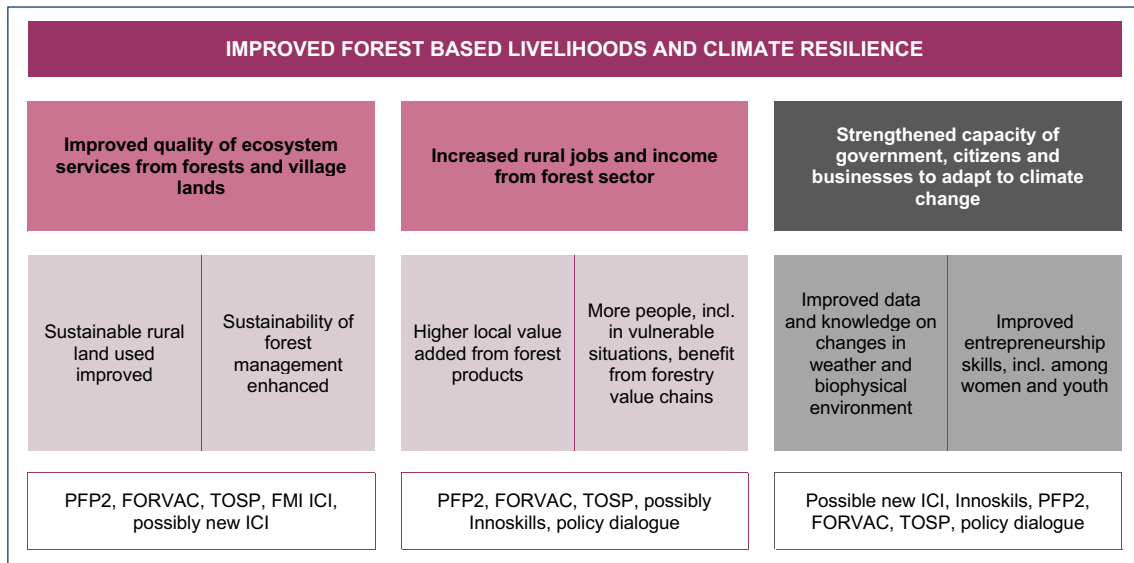 IMPROVED FOREST BASED LIVELIHOODS AND CLIMATE RESILIENCE
Improved quality of ecosystem
services from forests and village
lands
Increased rural jobs and income
from forest sector
Strengthened capacity of
government, citizens and
businesses to adapt to climate
change
Sustainable rural
land used
improved
Sustainability of
forest
management
enhanced
Higher local value
added from forest
products
More people, incl.
in vulnerable
situations, benefit
from forestry
value chains
Improved data
and knowledge on
changes in
weather and
biophysical
environment
Improved
entrepreneurship
skills, incl. among
women and youth
PFP2, FORVAC, TOSP, FMI ICI,
possibly new ICI
PFP2, FORVAC, TOSP, possibly
Innoskills, policy dialogue
Possible new ICI, Innoskils, PFP2,
FORVAC, TOSP, policy dialogue